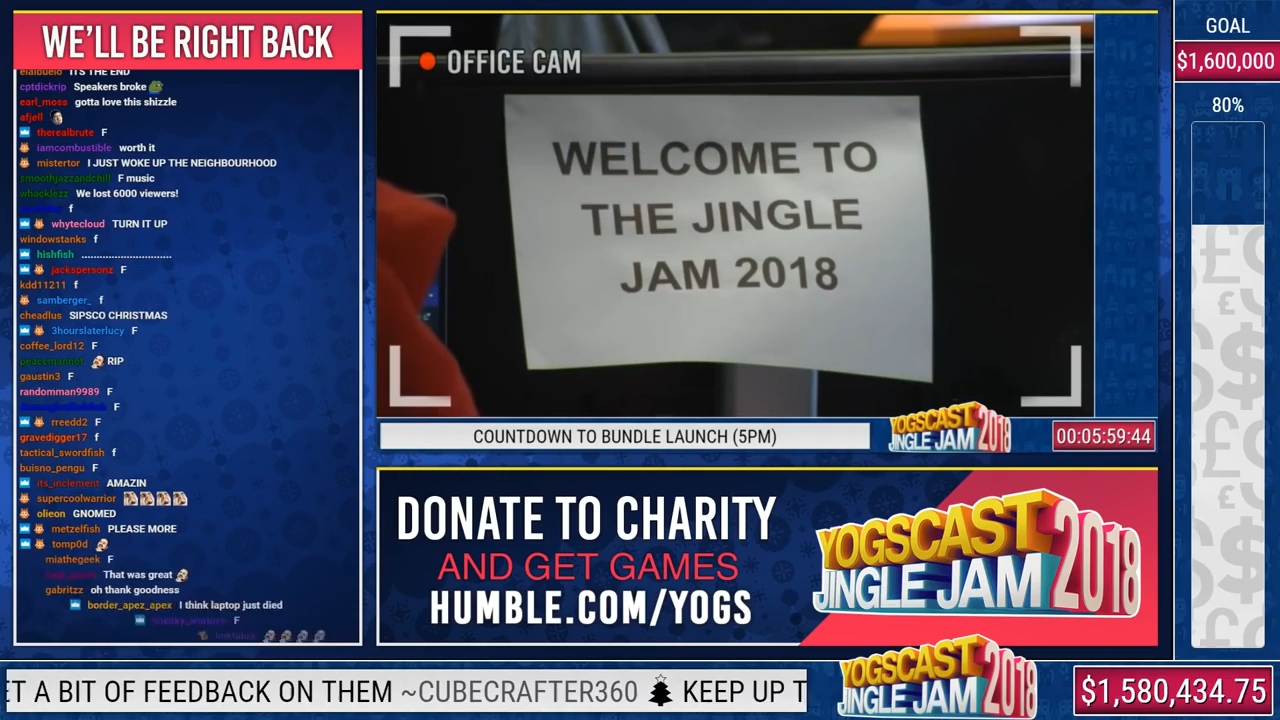 WE'LL BE RIGHT BACK
elalbuelo ITS THE END
cptdickrip Speakers broke
earl_moss gotta love this shizzle
afjell
therealbrute F
iamcombustible worth it
mistertor I JUST WOKE UP THE NEIGHBOURHOOD
smoothjazzandchill F music
whacklezz We lost 6000 viewers!
f
whytecloud TURN IT UP
windowstanks f
hishfish ..............................
jackspersonz F
kdd11211 f
samberger_ f
cheadlus SIPSCO CHRISTMAS
3hourslaterlucy F
coffee_lord12 F
RIP
gaustin3 F
randomman9989 F
F
rreedd2 F
gravedigger17 f
tactical_swordfish f
buisno_pengu F
its_inclement AMAZIN
supercoolwarrior
olieon GNOMED
metzelfish PLEASE MORE
tomp0d
miathegeek F
That was great
gabritzz oh thank goodness
border_apez_apex I think laptop just died
F
OFFICE CAM
WELCOME TO
THE JINGLE
JAM 2018
COUNTDOWN TO BUNDLE LAUNCH (5PM)
YOGSCAST
JINGLE JAM 2018
00:05:59:44
DONATE TO CHARITY
AND GET GAMES
HUMBLE.COM/YOGS
YOGSCAST
JINGLE JAM 2018
GOAL
$1,600,000
80%
ET A BIT OF FEEDBACK ON THEM ~CUBECRAFTER360 KEEP UP T
YOGSCAST
JINGLE JAM 2018
$1,580,434.75